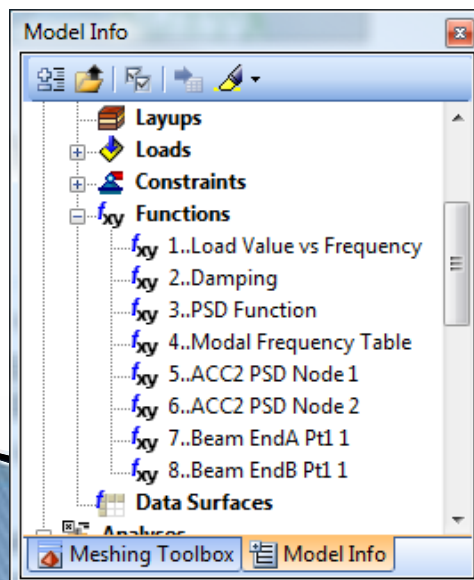 Model Info
Layups
Loads
Constraints
Functions
1..Load Value vs Frequency
2..Damping
3..PSD Function
4..Modal Frequency Table
5..ACC2 PSD Node 1
6..ACC2 PSD Node 2
7..Beam EndA Pt1 1
8..Beam EndB Pt1 1
Data Surfaces
Analyses
Meshing Toolbox Model Info